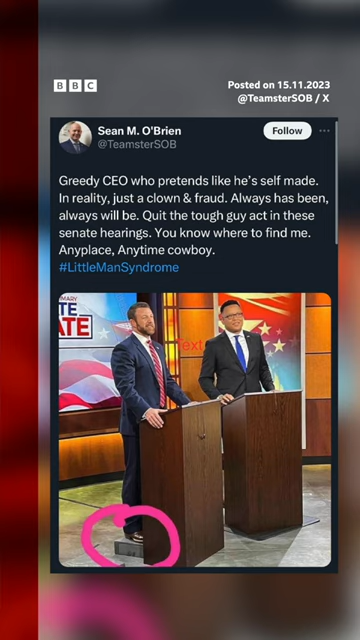 BBC
Posted on 15.11.2023
@TeamsterSOB / X
Sean M. O'Brien
@TeamsterSOB
Follow
Greedy CEO who pretends like he's self made.
In reality, just a clown & fraud. Always has been,
always will be. Quit the tough guy act in these
senate hearings. You know where to find me.
Anyplace, Anytime cowboy.
#LittleManSyndrome
Text